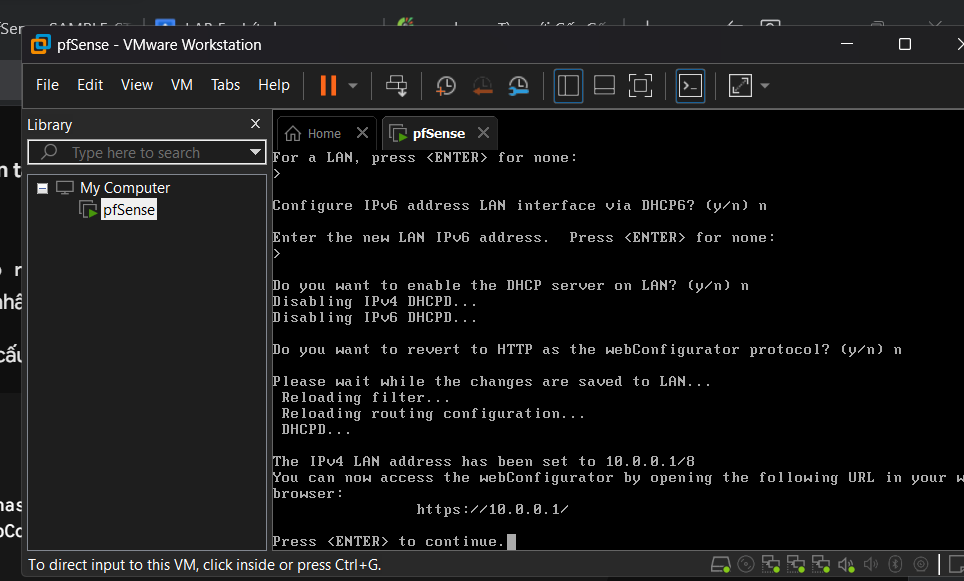 pfSense - VMware Workstation
File Edit View VM Tabs Help
Library
Type here to search
My Computer
pfSense
Home
pfSense
For a LAN, press <ENTER> for none:
>
Configure IPv6 address LAN interface via DHCP6? (y/n) n
Enter the new LAN IPv6 address.  Press <ENTER> for none:
>
Do you want to enable the DHCP server on LAN? (y/n) n
Disabling IPv4 DHCPD...
Disabling IPv6 DHCPD...
Do you want to revert to HTTP as the webConfigurator protocol? (y/n) n
Please wait while the changes are saved to LAN...
Reloading filter...
Reloading routing configuration...
DHCPD...
The IPv4 LAN address has been set to 10.0.0.1/8
You can now access the webConfigurator by opening the following URL in your w
browser:
https://10.0.0.1/
Press <ENTER> to continue.
To direct input to this VM, click inside or press Ctrl+G.